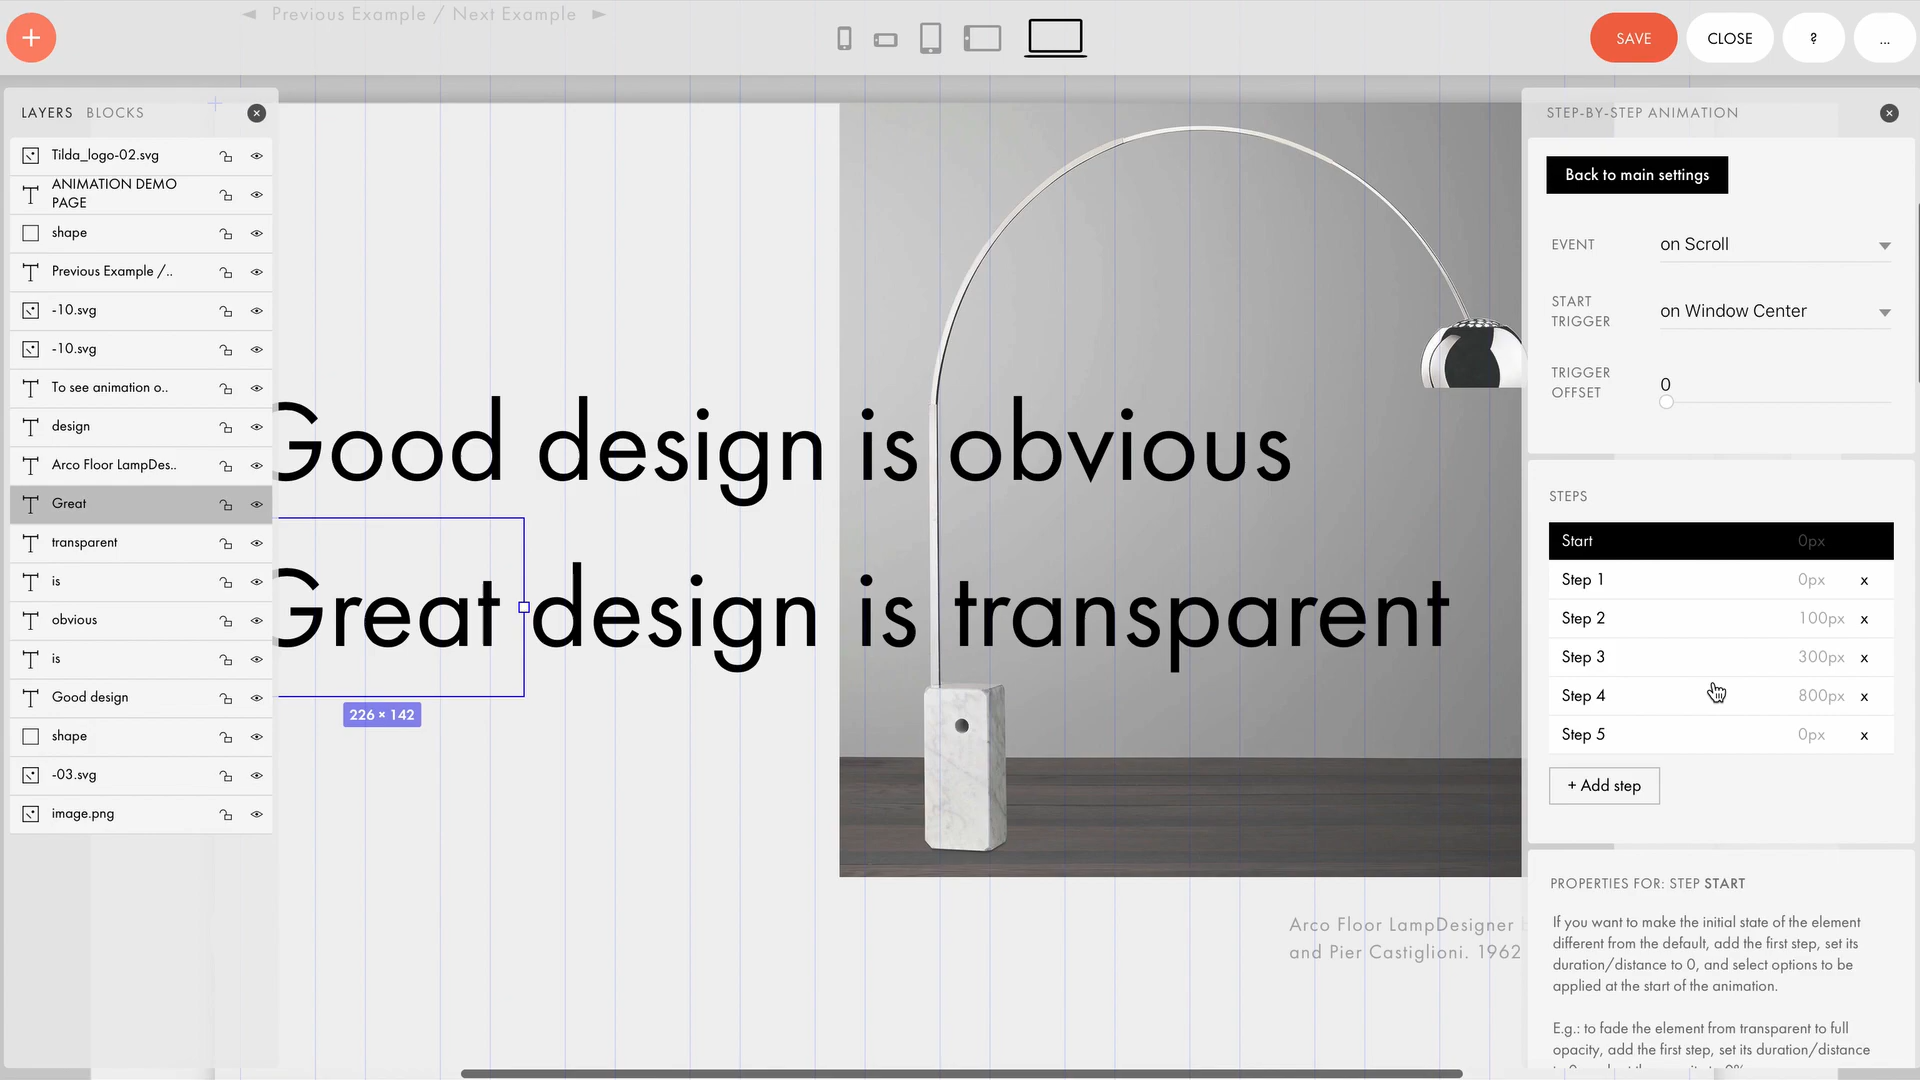 ◄ Previous Example / Next Example ►
SAVE
CLOSE
?
...
LAYERS BLOCKS
Tilda_logo-02.svg
ANIMATION DEMO
PAGE
shape
Previous Example /..
-10.svg
-10.svg
To see animation o..
design
Arco Floor LampDes..
Great
transparent
is
obvious
is
Good design
shape
-03.svg
image.png
Good design is obvious
Great design is transparent
226 × 142
Arco Floor LampDesigner
and Pier Castiglioni. 1962
STEP-BY-STEP ANIMATION
Back to main settings
EVENT on Scroll
START
TRIGGER
on Window Center
TRIGGER
OFFSET
0
STEPS
Start 0px
Step 1 0px x
Step 2 100px x
Step 3 300px x
Step 4 800px x
Step 5 0px x
+ Add step
PROPERTIES FOR: STEP START
If you want to make the initial state of the element
different from the default, add the first step, set its
duration/distance to 0, and select options to be
applied at the start of the animation.
E.g.: to fade the element from transparent to full
opacity, add the first step, set its duration/distance